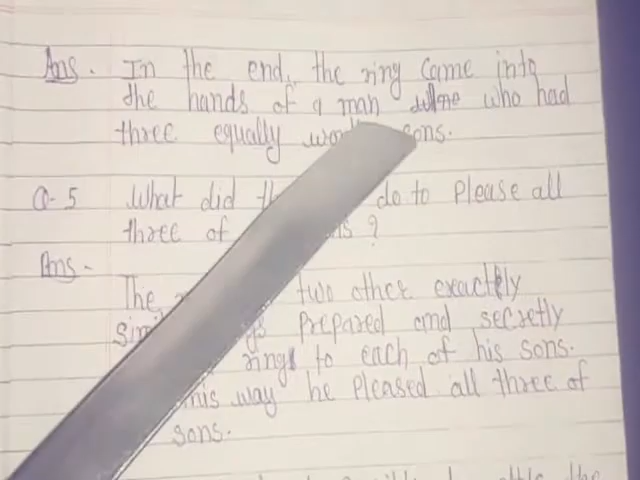 Ans. In the end, the ring came into
the hands of a man who had
three equally sons.
Q-5 What did do to Please all
three of ?
Ans-
The two other exactely
Prepared and secretly
rings to each of his sons.
way he Pleased all three of
sons.